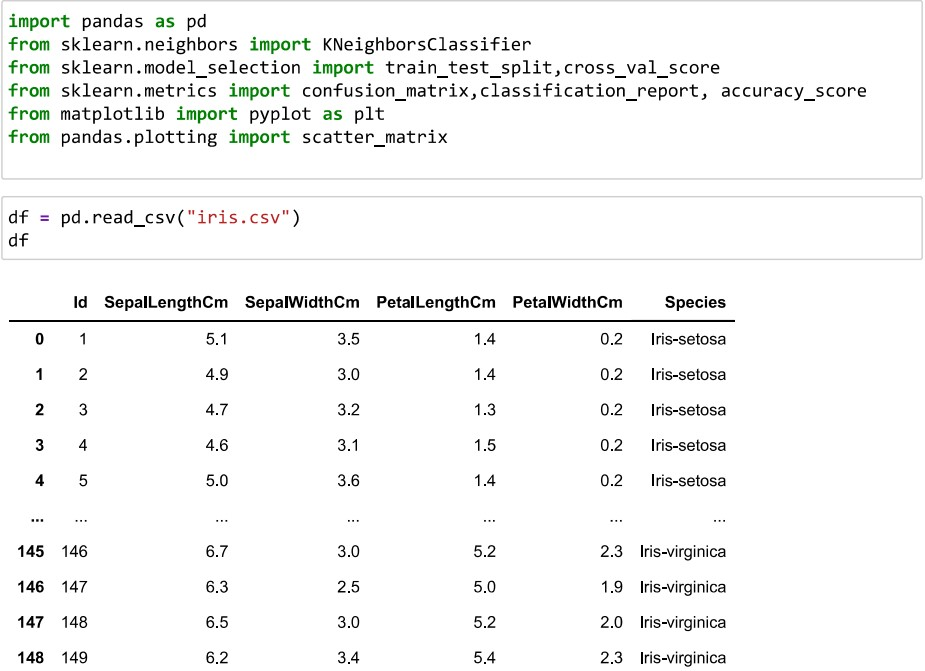 import pandas as pd
from sklearn.neighbors import KNeighborsClassifier
from sklearn.model_selection import train_test_split,cross_val_score
from sklearn.metrics import confusion_matrix,classification_report, accuracy_score
from matplotlib import pyplot as plt
from pandas.plotting import scatter_matrix
df = pd.read_csv("iris.csv")
df
Id SepalLengthCm SepalWidthCm PetalLengthCm PetalWidthCm Species
0 1 5.1 3.5 1.4 0.2 Iris-setosa
1 2 4.9 3.0 1.4 0.2 Iris-setosa
2 3 4.7 3.2 1.3 0.2 Iris-setosa
3 4 4.6 3.1 1.5 0.2 Iris-setosa
4 5 5.0 3.6 1.4 0.2 Iris-setosa
... ... ... ... ... ... ...
145 146 6.7 3.0 5.2 2.3 Iris-virginica
146 147 6.3 2.5 5.0 1.9 Iris-virginica
147 148 6.5 3.0 5.2 2.0 Iris-virginica
148 149 6.2 3.4 5.4 2.3 Iris-virginica